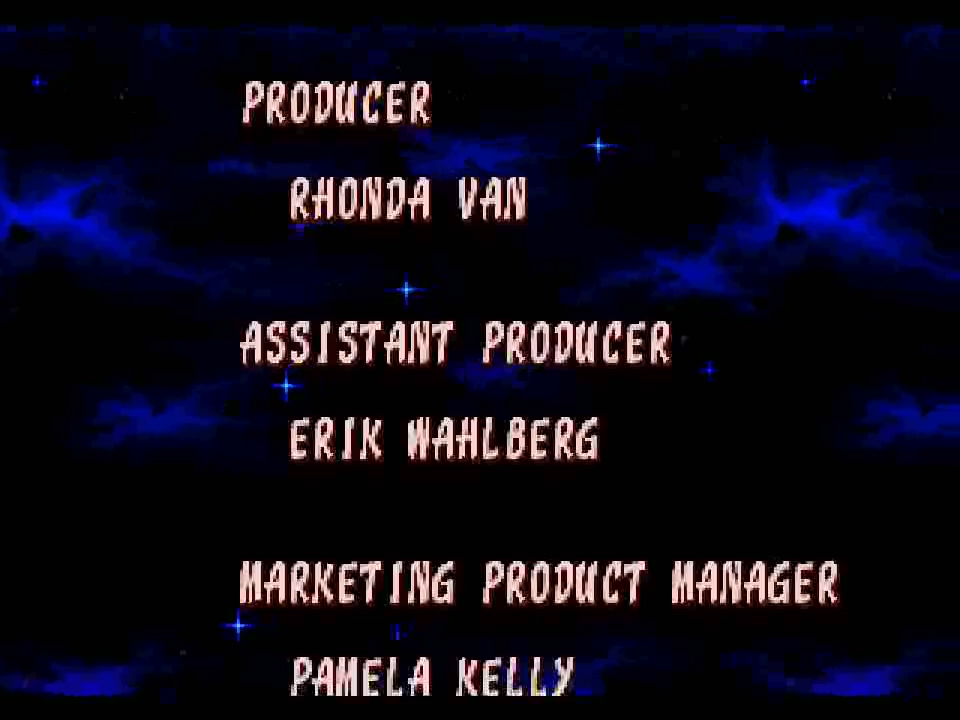 PRODUCER
RHONDA VAN
ASSISTANT PRODUCER
ERIK WAHLBERG
MARKETING PRODUCT MANAGER
PAMELA KELLY